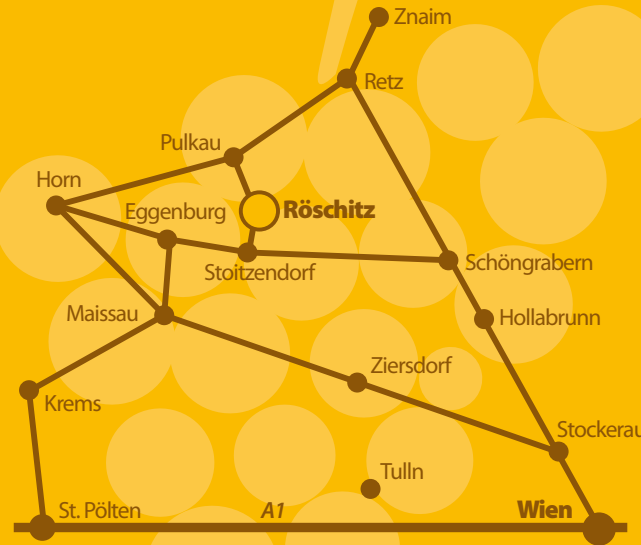 Znaim
Retz
Pulkau
Horn
Eggenburg
Röschitz
Stoitzendorf
Schöngrabern
Maissau
Hollabrunn
Ziersdorf
Krems
Stockerau
Tulln
St. Pölten
A1
Wien